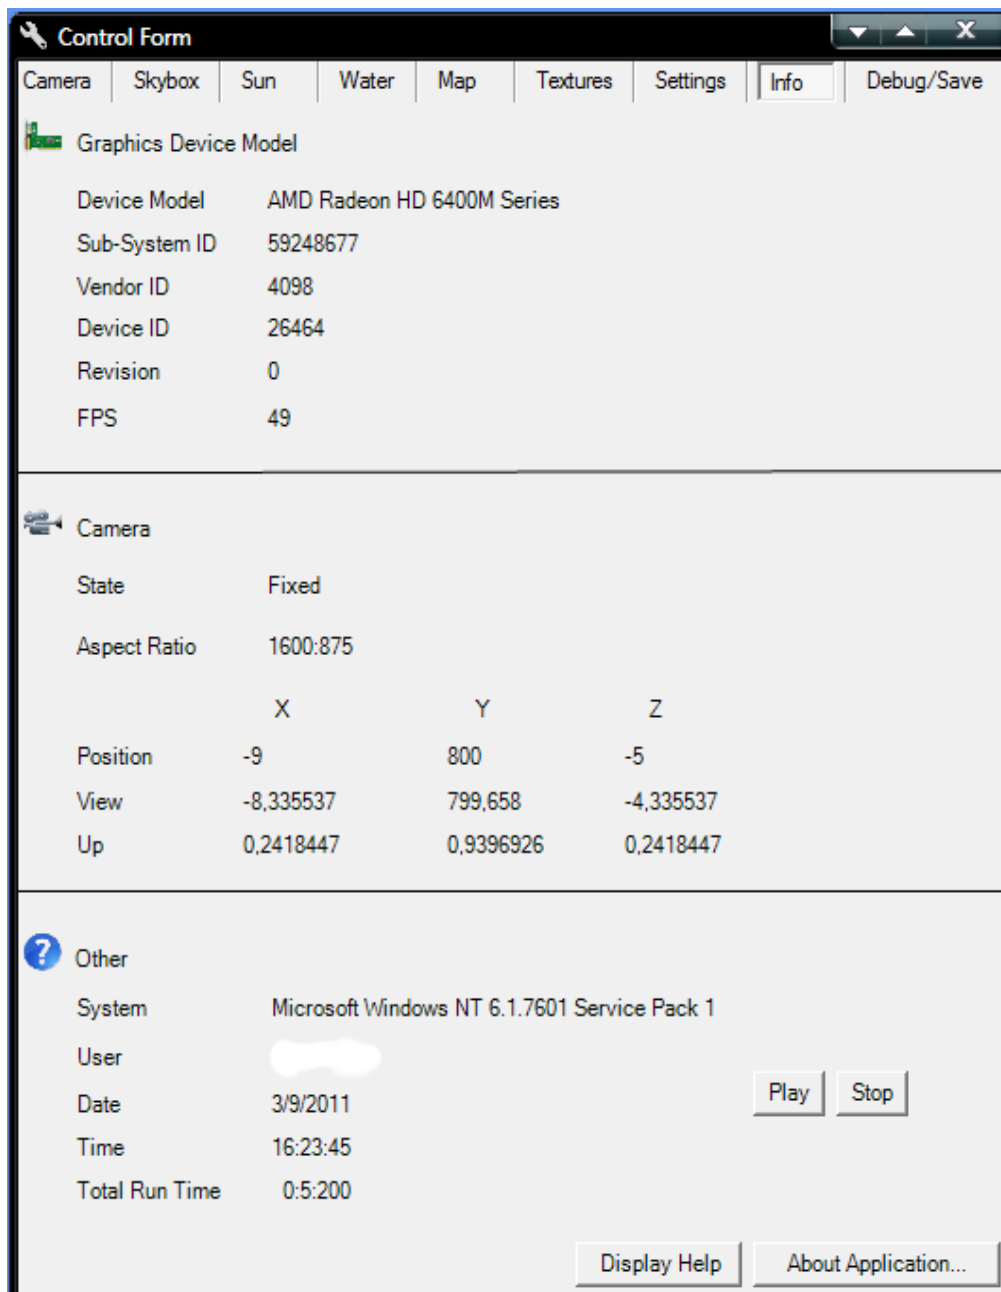 Control Form
Camera Skybox Sun Water Map Textures Settings Info Debug/Save
Graphics Device Model
Device Model AMD Radeon HD 6400M Series
Sub-System ID 59248677
Vendor ID 4098
Device ID 26464
Revision 0
FPS 49
Camera
State Fixed
Aspect Ratio 1600:875
X Y Z
Position -9 800 -5
View -8,335537 799,658 -4,335537
Up 0,2418447 0,9396926 0,2418447
Other
System Microsoft Windows NT 6.1.7601 Service Pack 1
User
Date 3/9/2011
Play Stop
Time 16:23:45
Total Run Time 0:5:200
Display Help About Application...